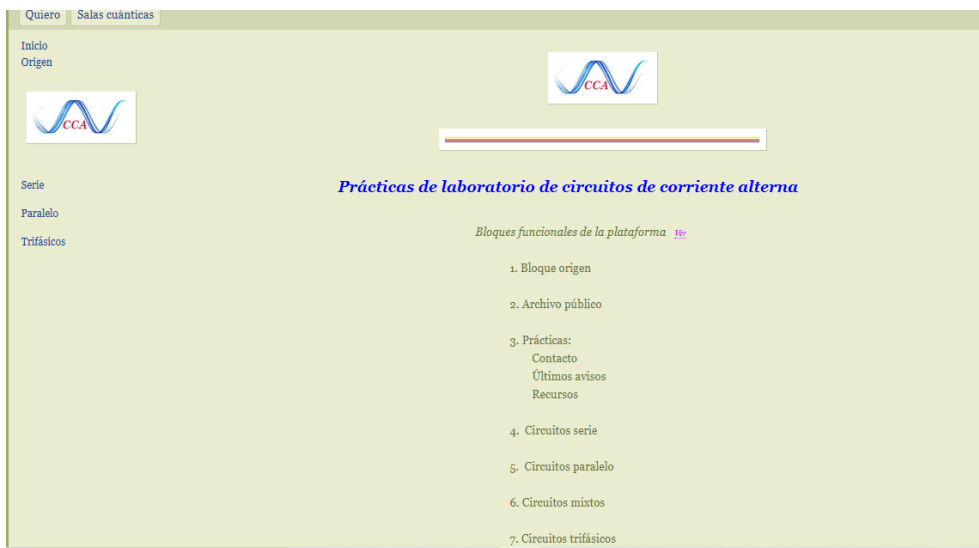 Quiero
Salas cuánticas
Inicio
Origen
CCA
Serie
Paralelo
Trifásicos
CCA
Prácticas de laboratorio de circuitos de corriente alterna
Bloques funcionales de la plataforma Ver
1. Bloque origen
2. Archivo público
3. Prácticas:
Contacto
Últimos avisos
Recursos
4. Circuitos serie
5. Circuitos paralelo
6. Circuitos mixtos
7. Circuitos trifásicos